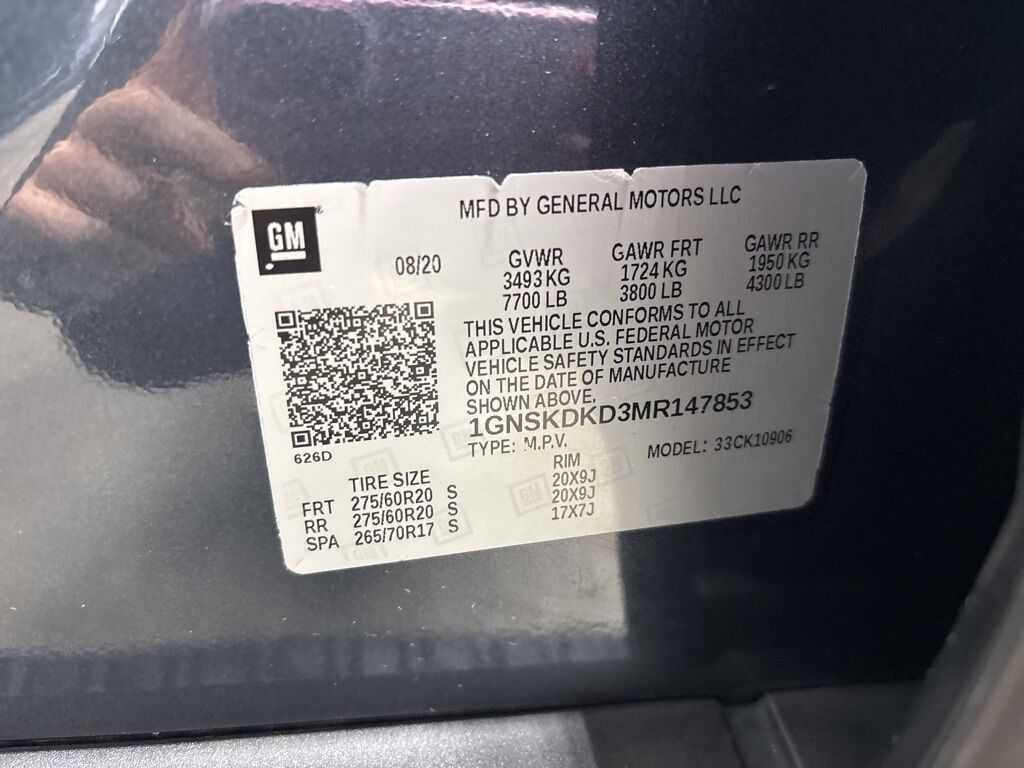 MFD BY GENERAL MOTORS LLC
GM
08/20
GVWR GAWR FRT GAWR RR
3493 KG 1724 KG 1950 KG
7700 LB 3800 LB 4300 LB
THIS VEHICLE CONFORMS TO ALL
APPLICABLE U.S. FEDERAL MOTOR
VEHICLE SAFETY STANDARDS IN EFFECT
ON THE DATE OF MANUFACTURE
SHOWN ABOVE.
1GNSKDKD3MR147853
626D
TYPE: M.P.V. MODEL: 33CK10906
TIRE SIZE RIM
FRT 275/60R20 S 20X9J
RR 275/60R20 S 20X9J
SPA 265/70R17 S 17X7J